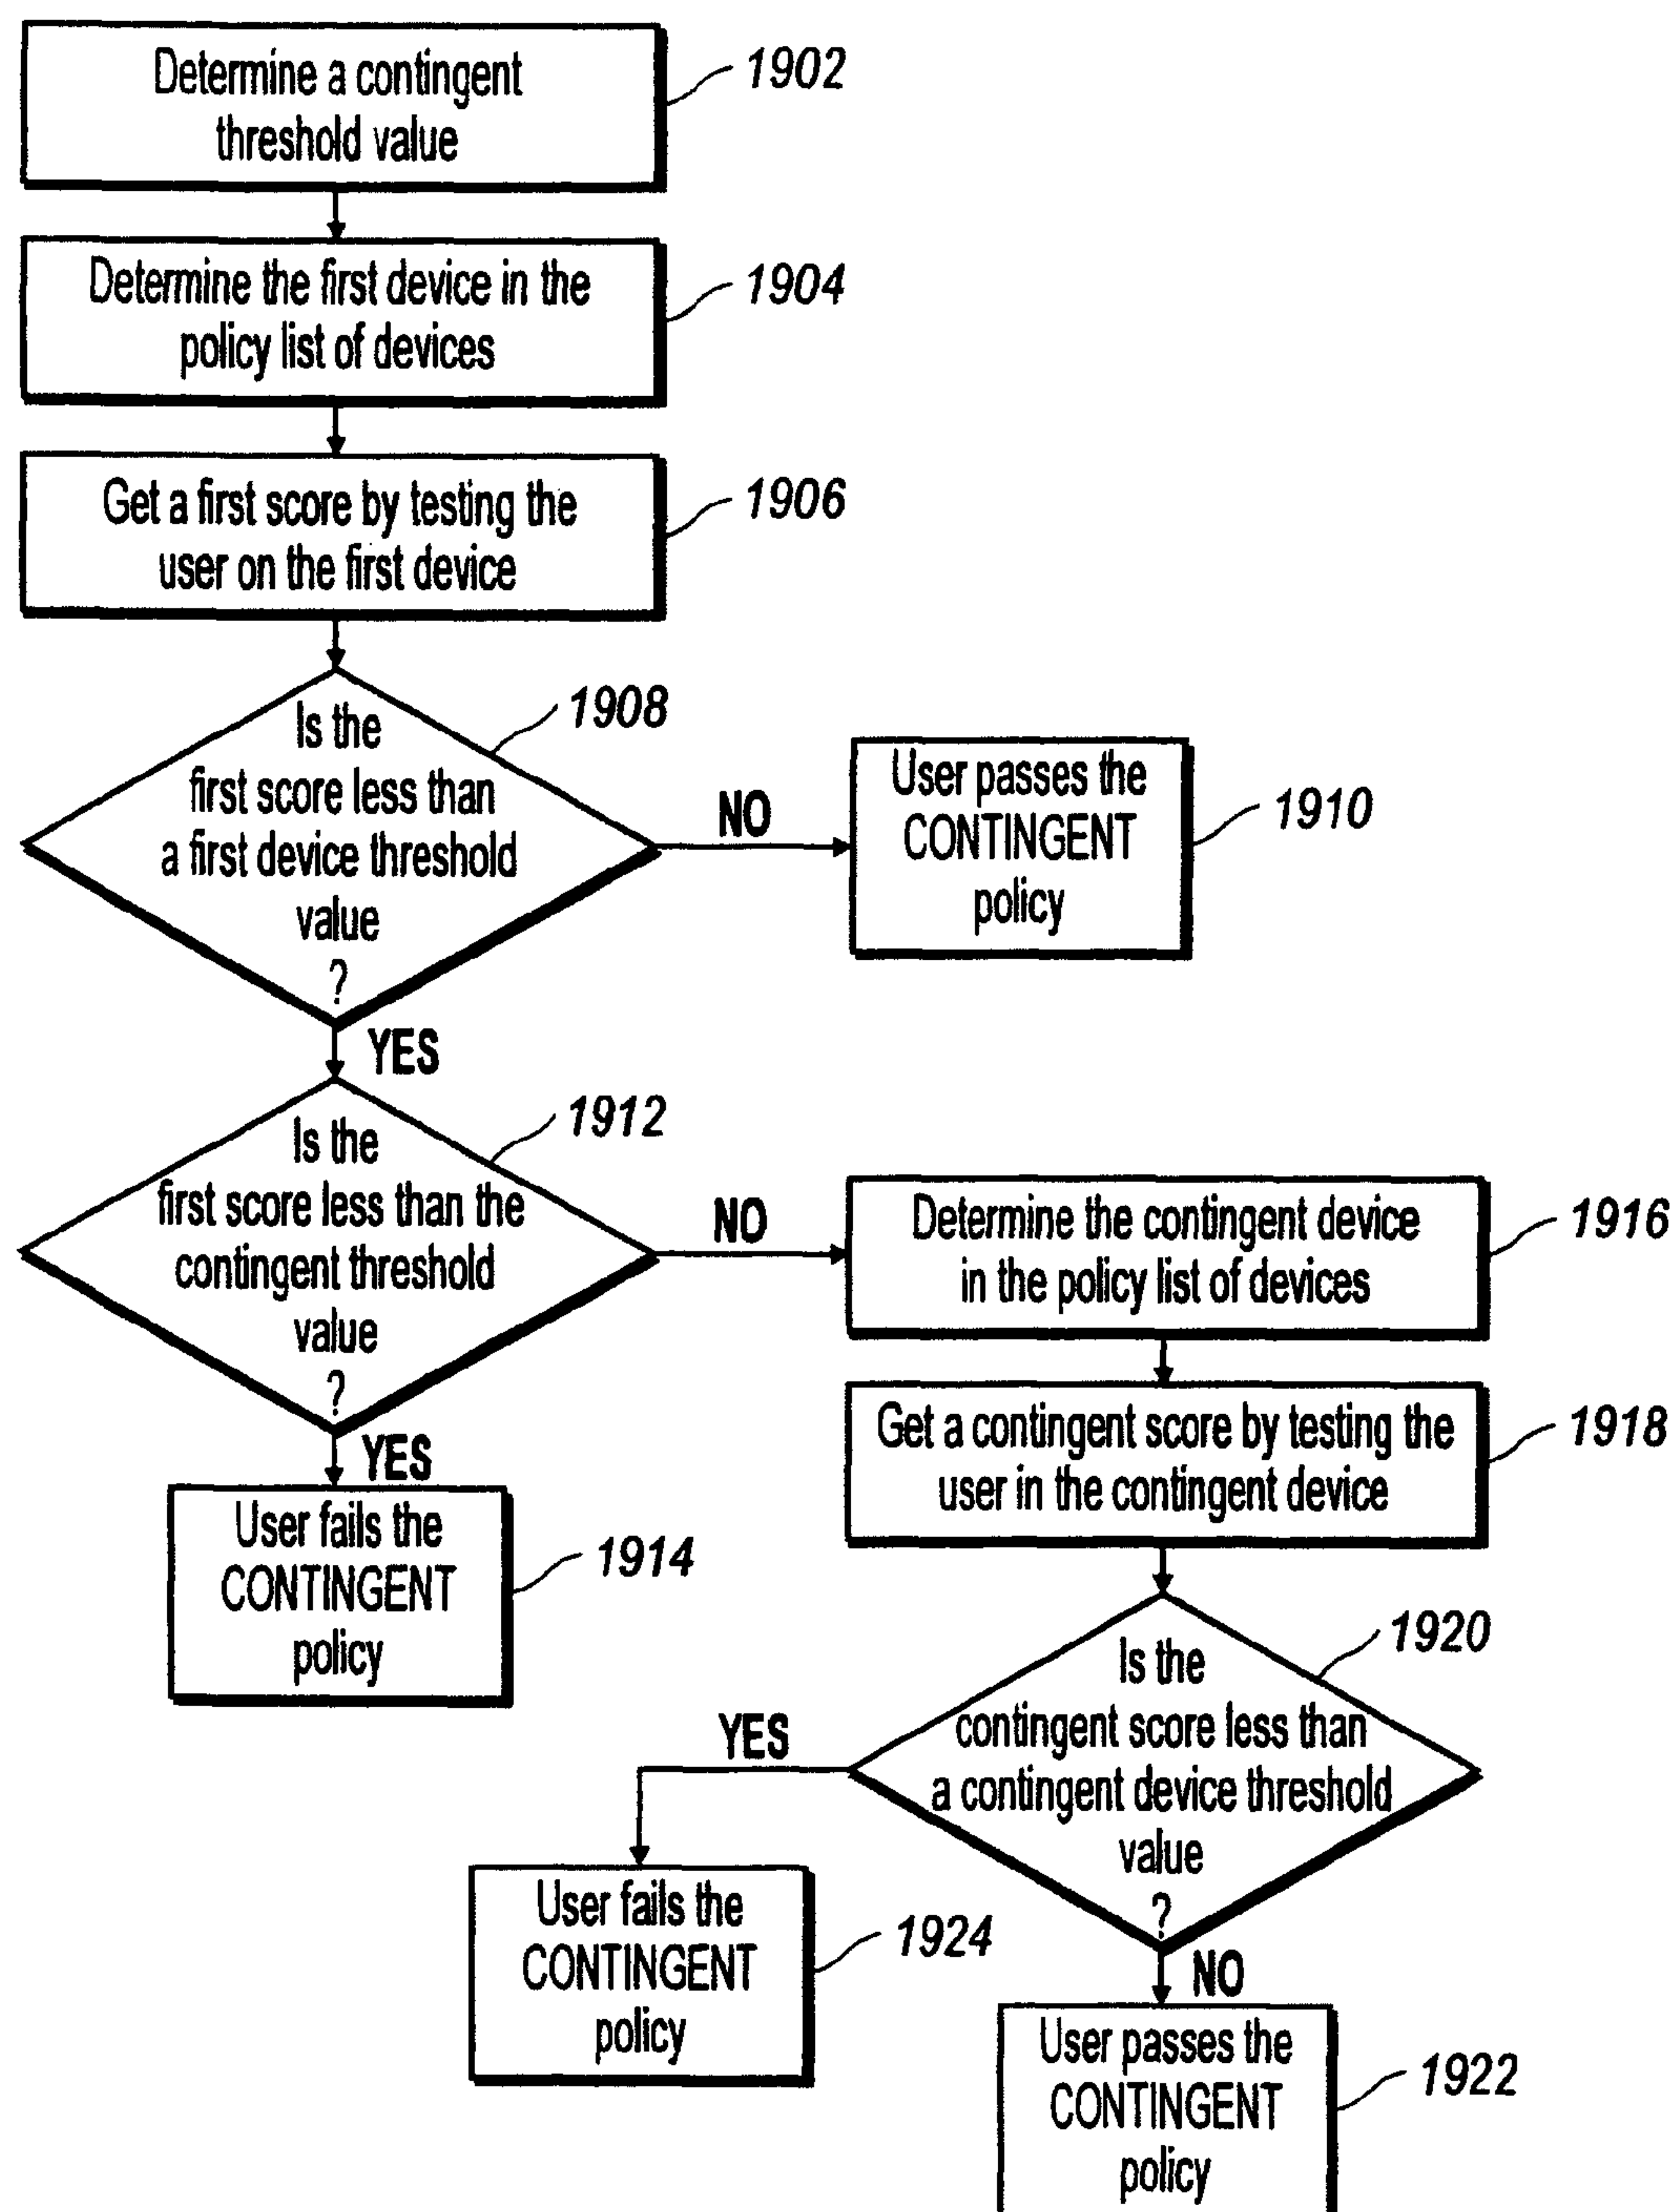 Determine a contingent
threshold value
1902
Determine the first device in the
policy list of devices
1904
Get a first score by testing the
user on the first device
1906
Is the
first score less than
a first device threshold
value
?
1908
NO
User passes the
CONTINGENT
policy
1910
YES
Is the
first score less than the
contingent threshold
value
?
1912
NO
Determine the contingent device
in the policy list of devices
1916
YES
User fails the
CONTINGENT
policy
1914
Get a contingent score by testing the
user in the contingent device
1918
Is the
contingent score less than
a contingent device threshold
value
?
1920
YES
User fails the
CONTINGENT
policy
1924
NO
User passes the
CONTINGENT
policy
1922